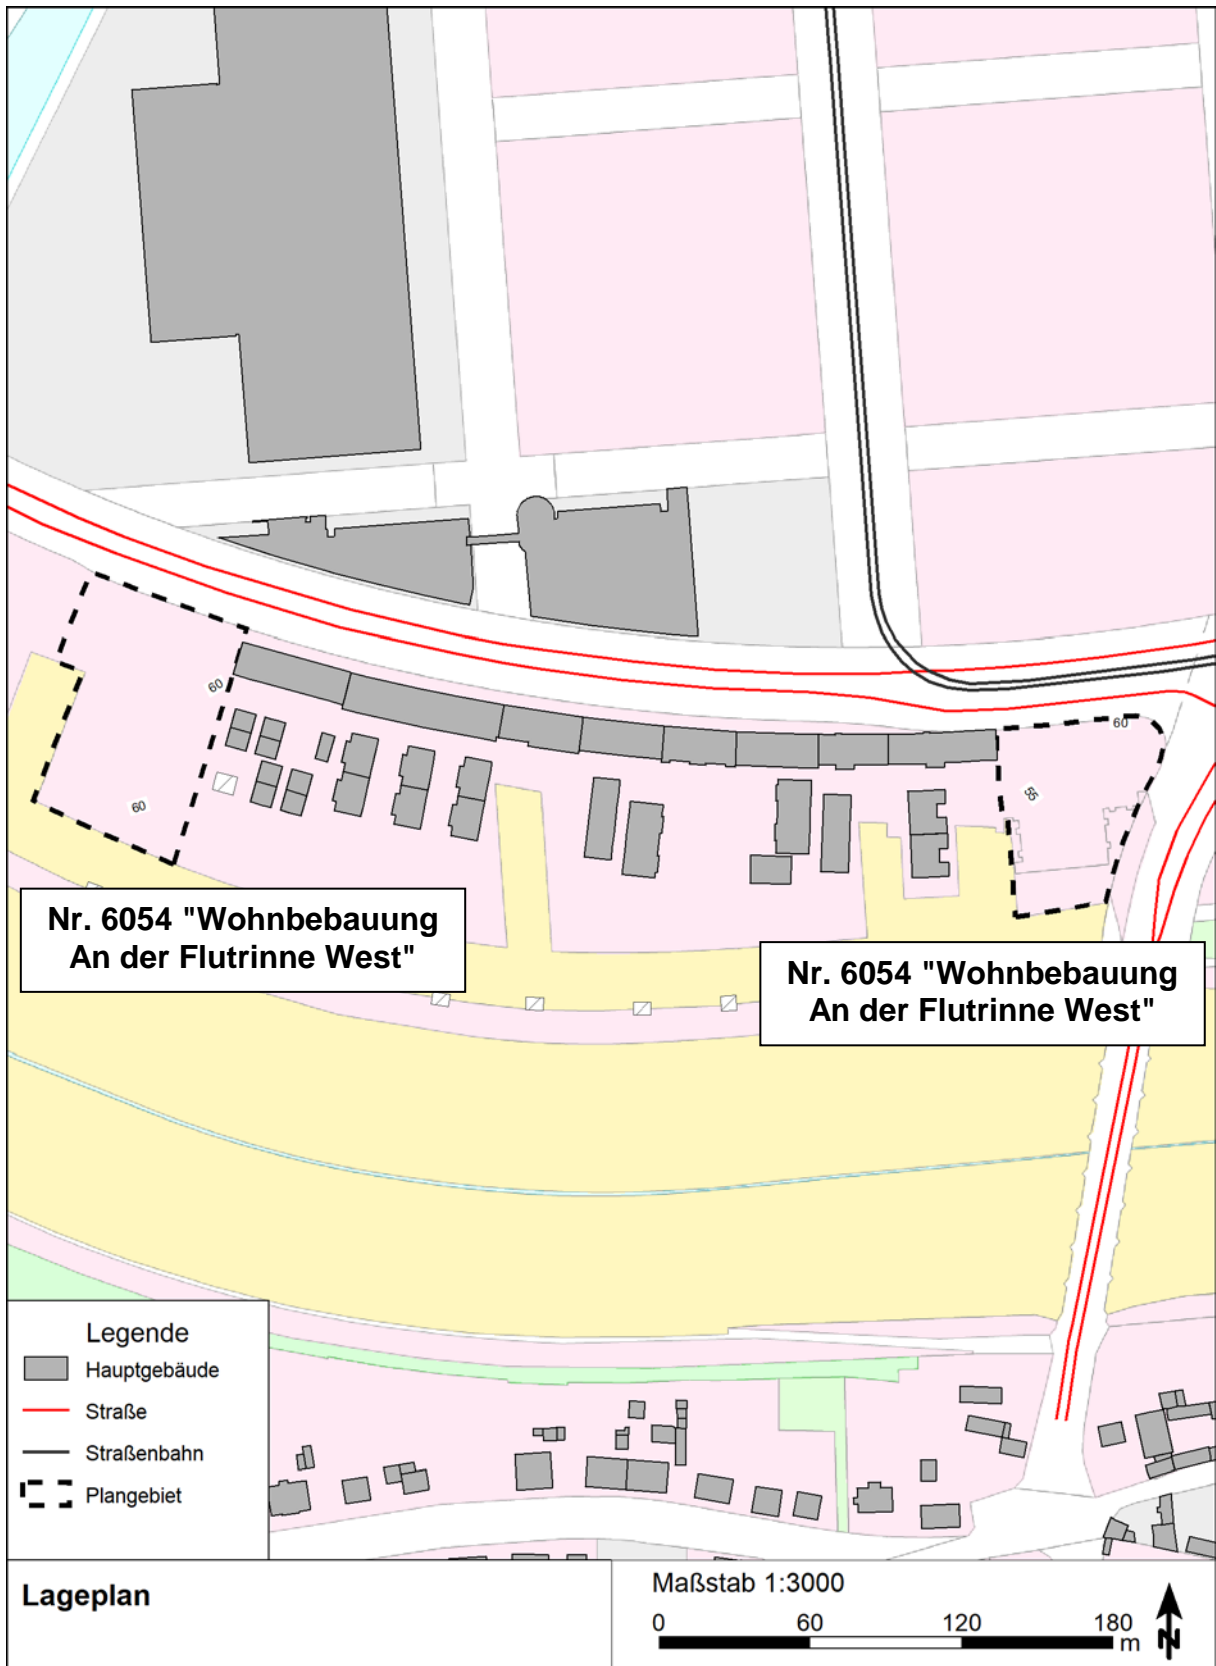 60
60
60
55
Nr. 6054 "Wohnbebauung
An der Flutrinne West"
Nr. 6054 "Wohnbebauung
An der Flutrinne West"
Legende
Hauptgebäude
Straße
Straßenbahn
Plangebiet
Lageplan
Maßstab 1:3000
0 60 120 180
m
N